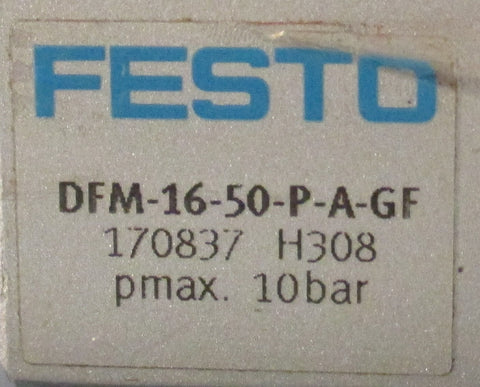 FESTO
DFM-16-50-P-A-GF
170837 H308
pmax. 10bar